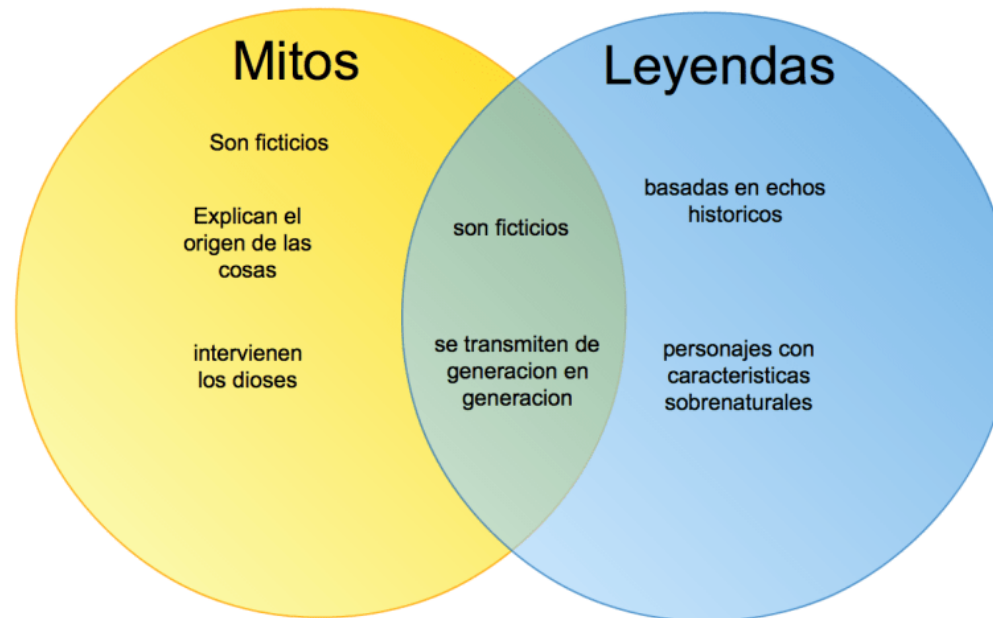 Mitos
Son ficticios
Explican el
origen de las
cosas
intervienen
los dioses
son ficticios
se transmiten de
generacion en
generacion
Leyendas
basadas en echos
historicos
personajes con
caracteristicas
sobrenaturales